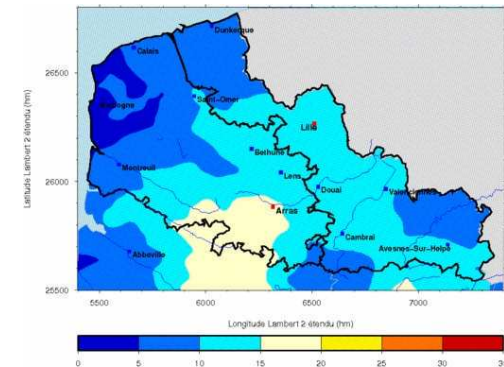 Dunkerque
Calais
26500
Boulogne
Saint-Omer
Lille
Béthune
Montreuil
Lens
26000
Douai
Valenciennes
Arras
Cambrai
Avesnes-Sur-Helpe
Abbeville
25500
5500 6000 6500 7000
Latitude Lambert 2 étendu (hm)
Longitude Lambert 2 étendu (hm)
0 5 10 15 20 25 30 35